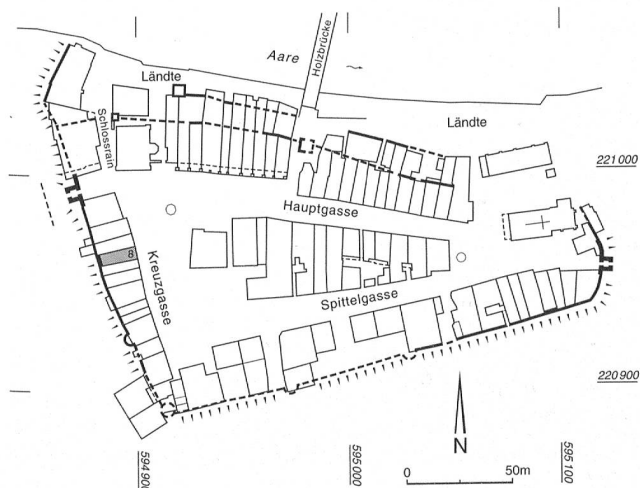 Aare
Holzbrücke
Ländte
Ländte
Schlossrain
221 000
Hauptgasse
8
Kreuzgasse
Spittelgasse
220 900
594 900
595 000
595 100
N
0 50m